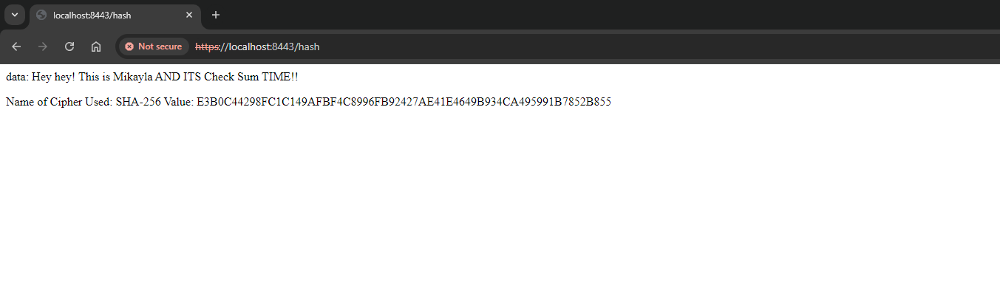 localhost:8443/hash
Not secure https://localhost:8443/hash
data: Hey hey! This is Mikayla AND ITS Check Sum TIME!!
Name of Cipher Used: SHA-256 Value: E3B0C44298FC1C149AFBF4C8996FB92427AE41E4649B934CA495991B7852B855